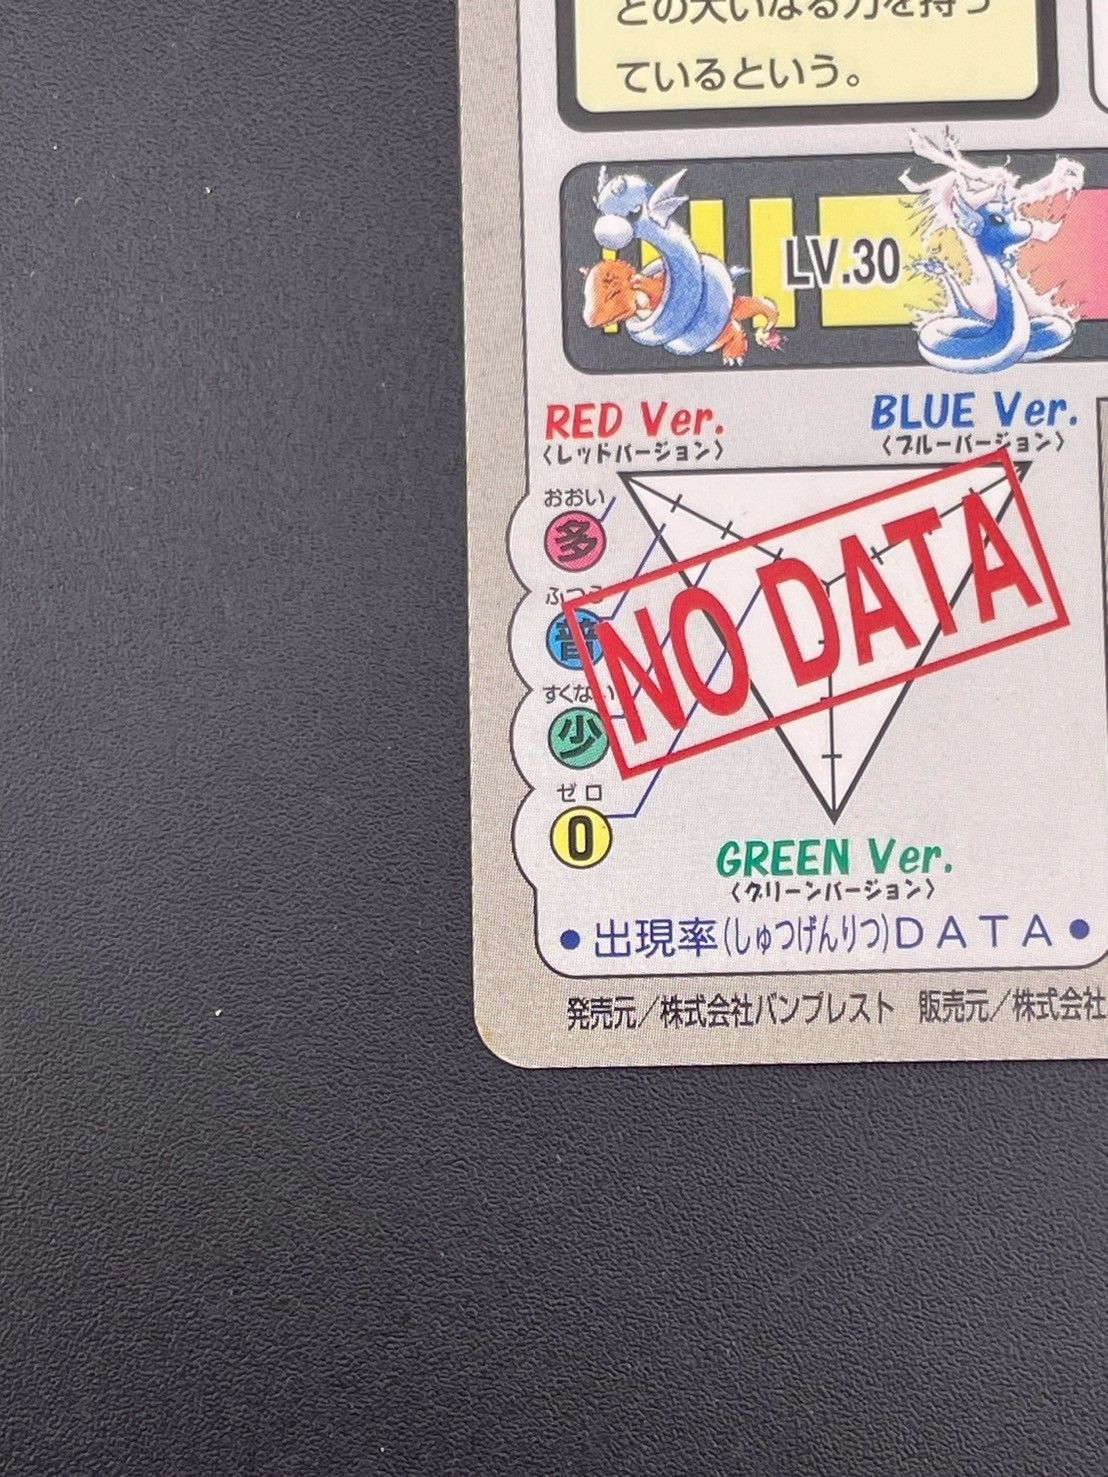 との大いなる力を持っ
ているという。
LV.30
RED Ver.
〈レッドバージョン〉
BLUE Ver.
〈ブルーバージョン〉
おおい
多
ふつう
普
すくない
少
ゼロ
0
NO DATA
GREEN Ver.
〈グリーンバージョン〉
●出現率(しゅつげんりつ)DATA●
発売元／株式会社バンプレスト 販売元／株式会社